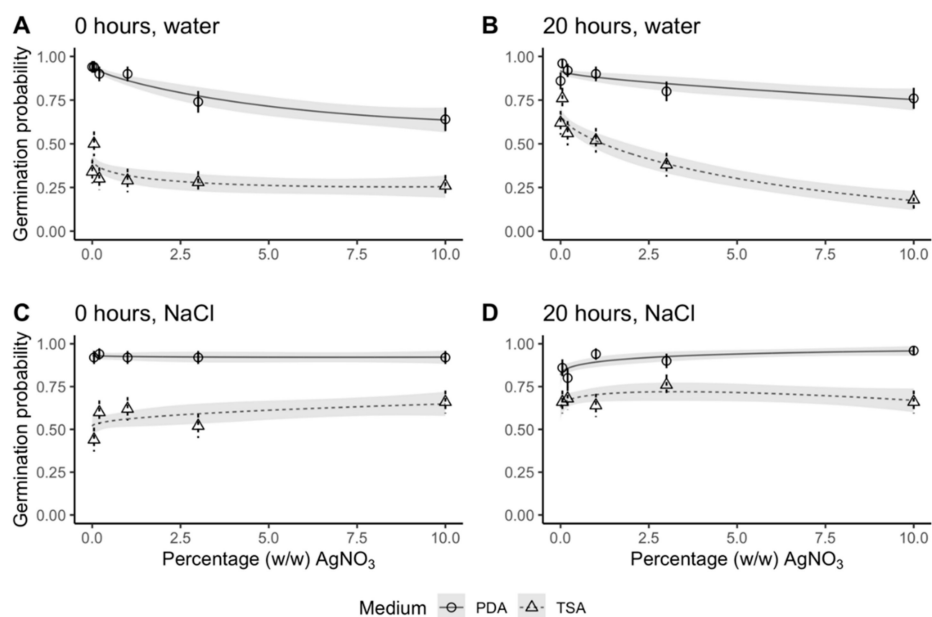 A 0 hours, water
B 20 hours, water
Germination probability
1.00
0.75
0.50
0.25
0.00
0.0 2.5 5.0 7.5 10.0
1.00
0.75
0.50
0.25
0.00
0.0 2.5 5.0 7.5 10.0
C 0 hours, NaCl
D 20 hours, NaCl
Germination probability
1.00
0.75
0.50
0.25
0.00
0.0 2.5 5.0 7.5 10.0
Percentage (w/w) AgNO₃
1.00
0.75
0.50
0.25
0.00
0.0 2.5 5.0 7.5 10.0
Percentage (w/w) AgNO₃
Medium PDA TSA